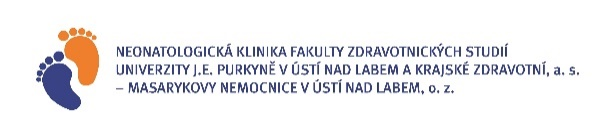 NEONATOLOGICKÁ KLINIKA FAKULTY ZDRAVOTNICKÝCH STUDIÍ
UNIVERZITY J.E. PURKYNĚ V ÚSTÍ NAD LABEM A KRAJSKÉ ZDRAVOTNÍ, a. s.
– MASARYKOVY NEMOCNICE V ÚSTÍ NAD LABEM, o. z.